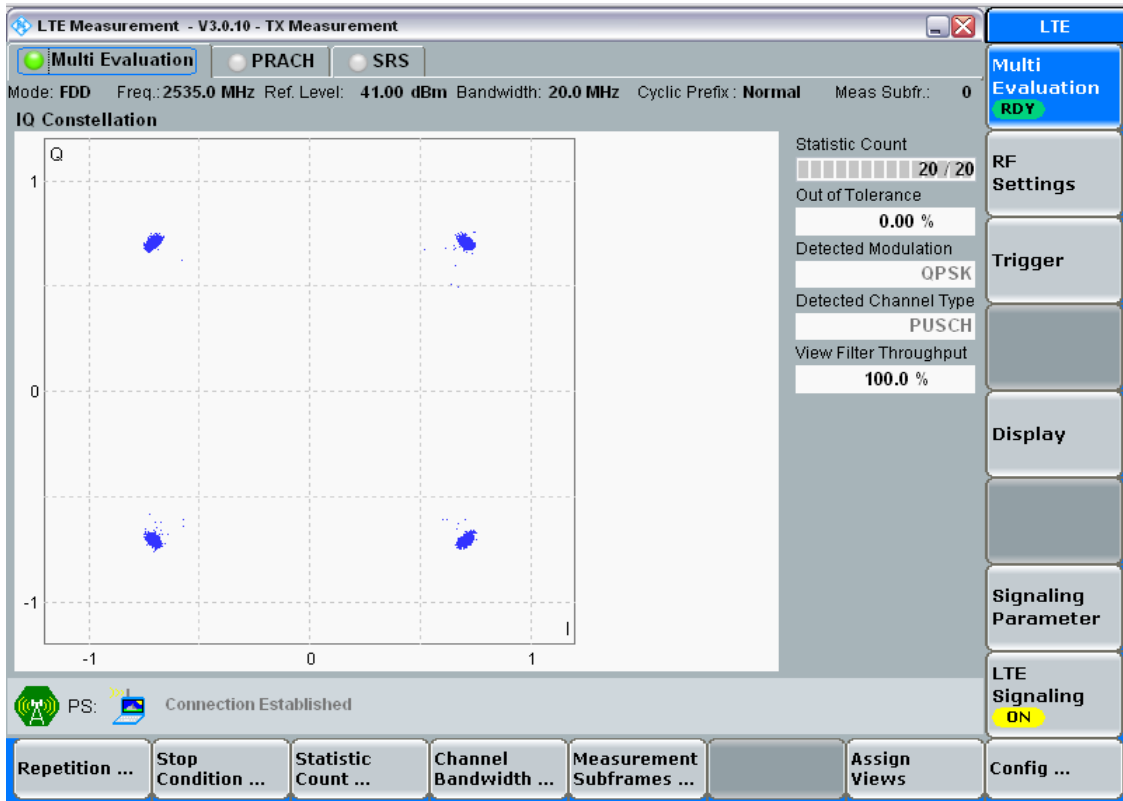 LTE Measurement - V3.0.10 - TX Measurement
LTE
Multi Evaluation PRACH SRS
Mode: FDD Freq.: 2535.0 MHz Ref. Level: 41.00 dBm Bandwidth: 20.0 MHz Cyclic Prefix : Normal Meas Subfr.: 0
IQ Constellation
Q
1
0
-1
I
-1 0 1
Statistic Count
20 / 20
Out of Tolerance
0.00 %
Detected Modulation
QPSK
Detected Channel Type
PUSCH
View Filter Throughput
100.0 %
Multi
Evaluation
RDY
RF
Settings
Trigger
Display
Signaling
Parameter
LTE
Signaling
ON
PS: Connection Established
Repetition ...
Stop
Condition ...
Statistic
Count ...
Channel
Bandwidth ...
Measurement
Subframes ...
Assign
Views
Config ...